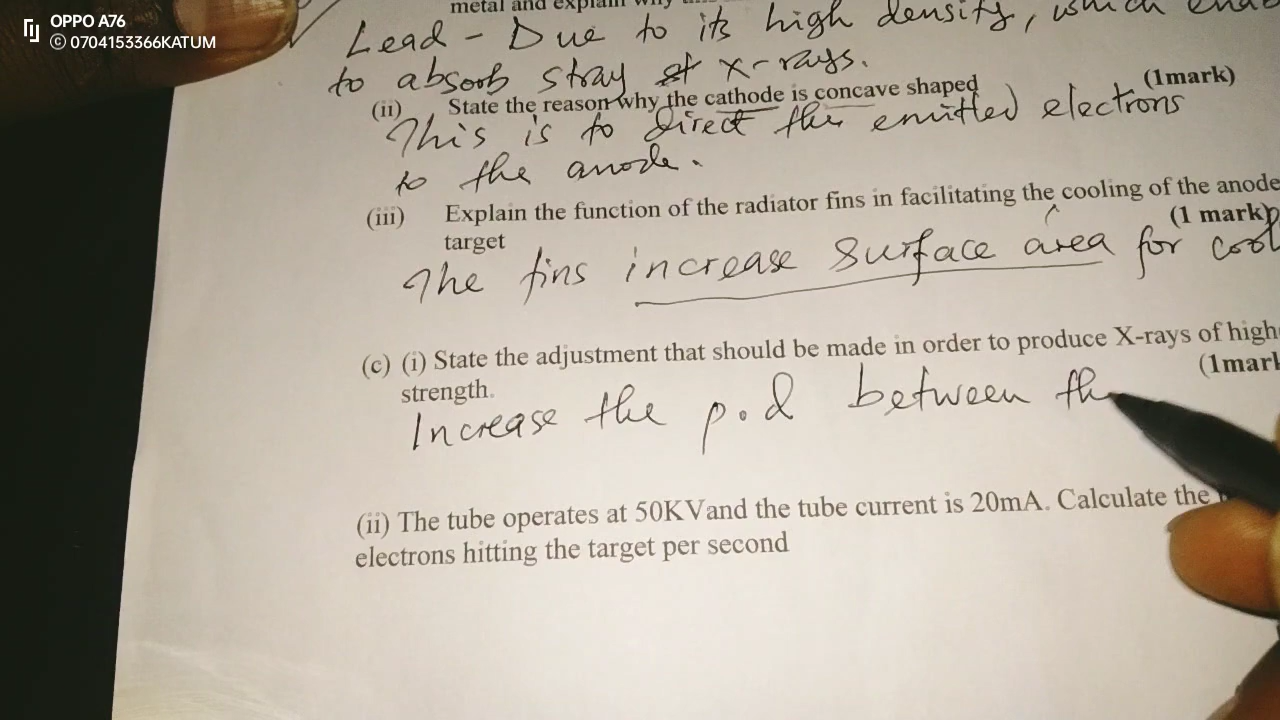 OPPO A76
© 0704153366KATUM
metal and explain why this
Lead - Due to its high density, which
to absorb stray x-rays.
(ii) State the reason why the cathode is concave shaped (1mark)
This is to direct the emitted electrons
to the anode.
(iii) Explain the function of the radiator fins in facilitating the cooling of the anode
target (1 mark)
The fins increase surface area for
(c) (i) State the adjustment that should be made in order to produce X-rays of high
strength. (1mark
Increase the p.d between
(ii) The tube operates at 50KVand the tube current is 20mA. Calculate the
electrons hitting the target per second